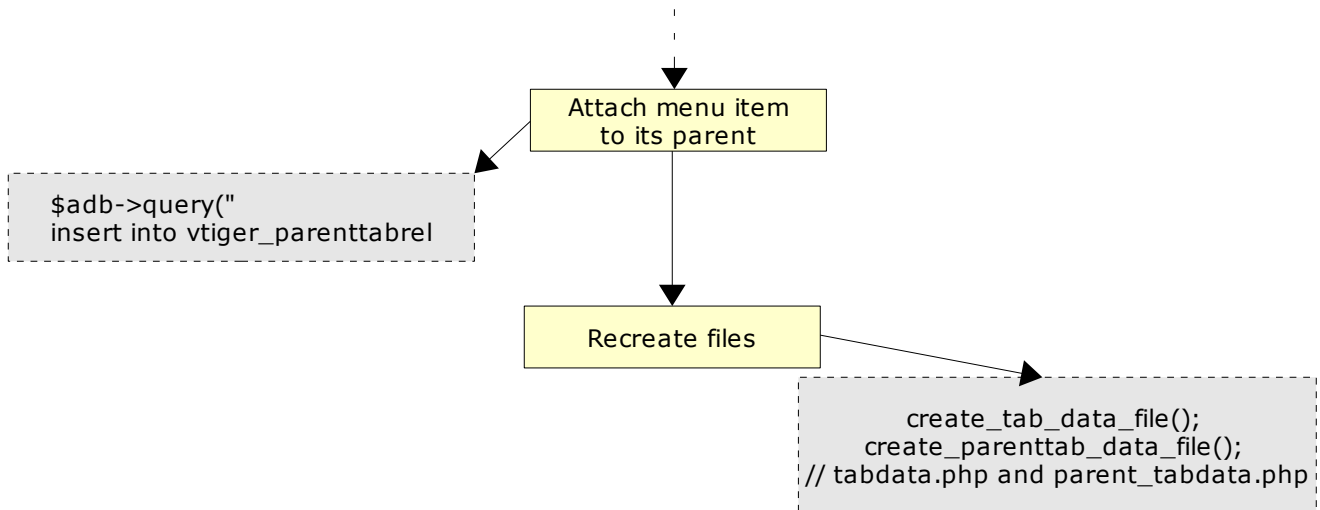 Attach menu item
to its parent
$adb->query("
insert into vtiger_parenttabrel
Recreate files
create_tab_data_file();
create_parenttab_data_file();
// tabdata.php and parent_tabdata.php